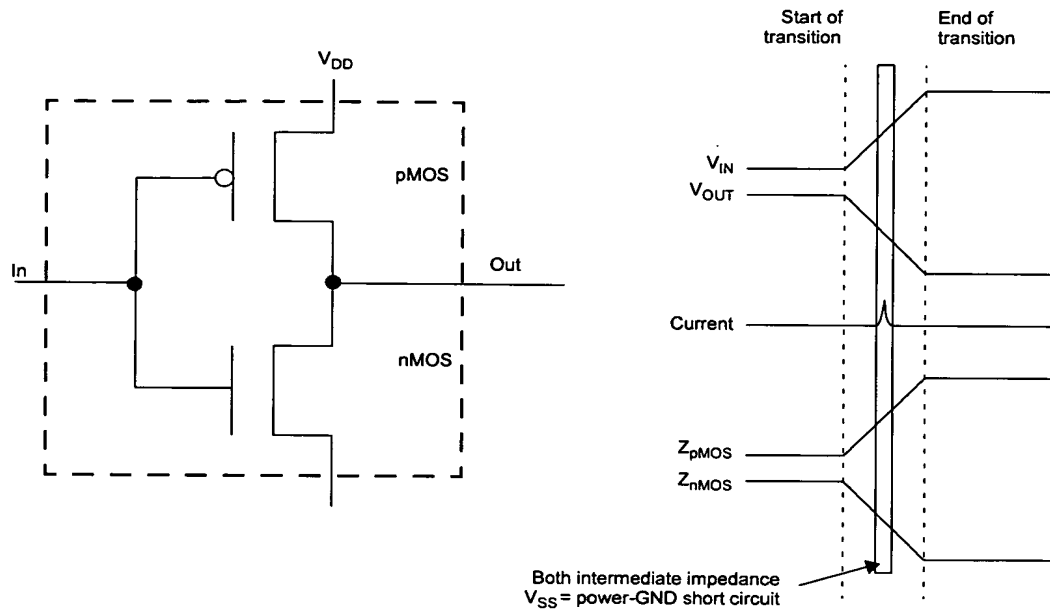 V_DD
pMOS
In
Out
nMOS
Start of
transition
End of
transition
V_IN
V_OUT
Current
Z_pMOS
Z_nMOS
Both intermediate impedance
V_SS = power-GND short circuit